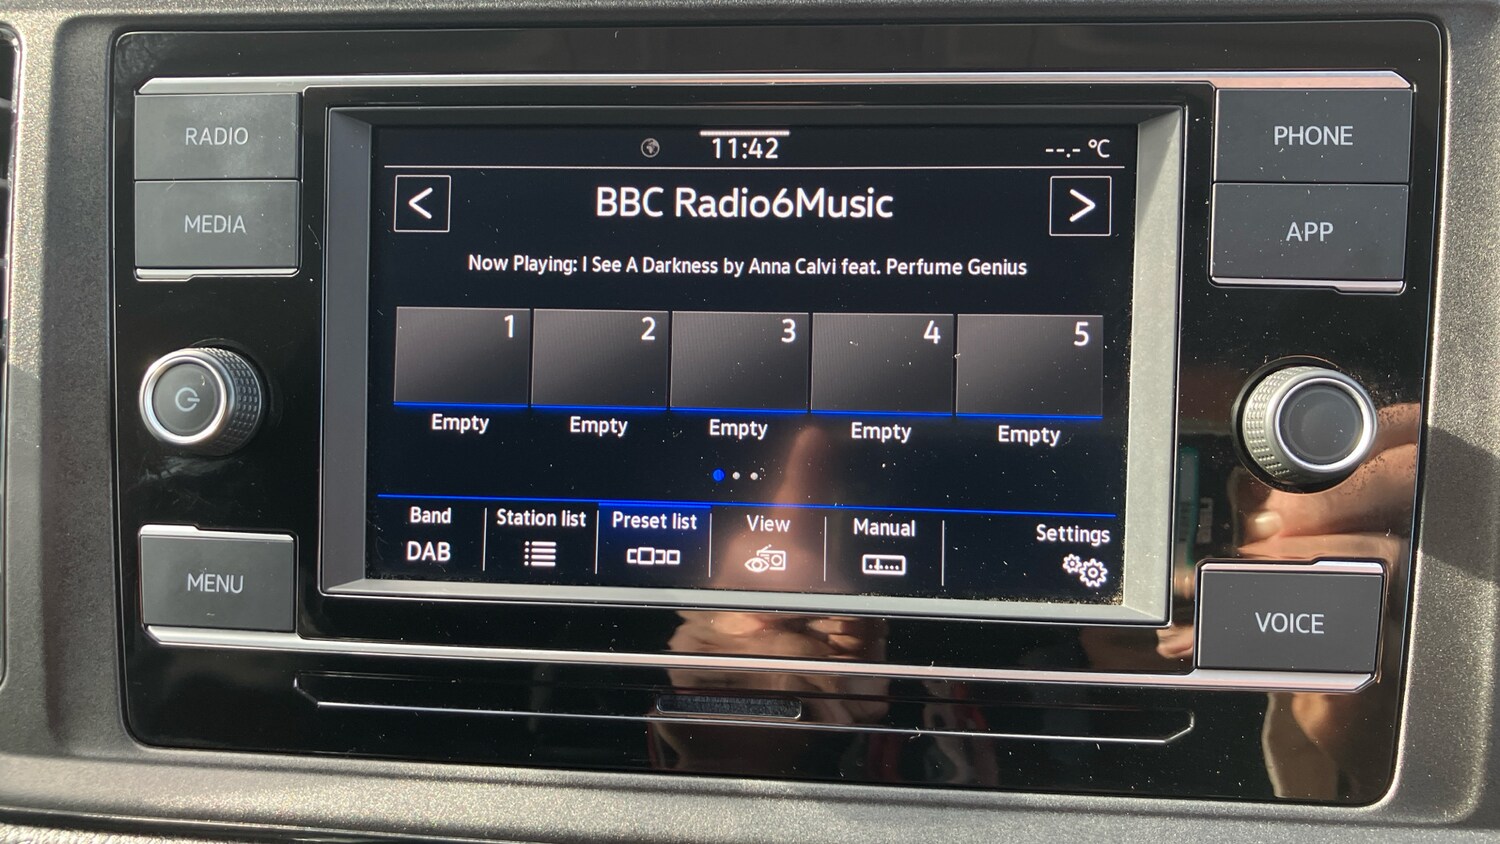 RADIO
MEDIA
MENU
11:42
--.- °C
<
BBC Radio6Music
>
Now Playing: I See A Darkness by Anna Calvi feat. Perfume Genius
1
2
3
4
5
Empty
Empty
Empty
Empty
Empty
Band
DAB
Station list
Preset list
View
Manual
Settings
PHONE
APP
VOICE